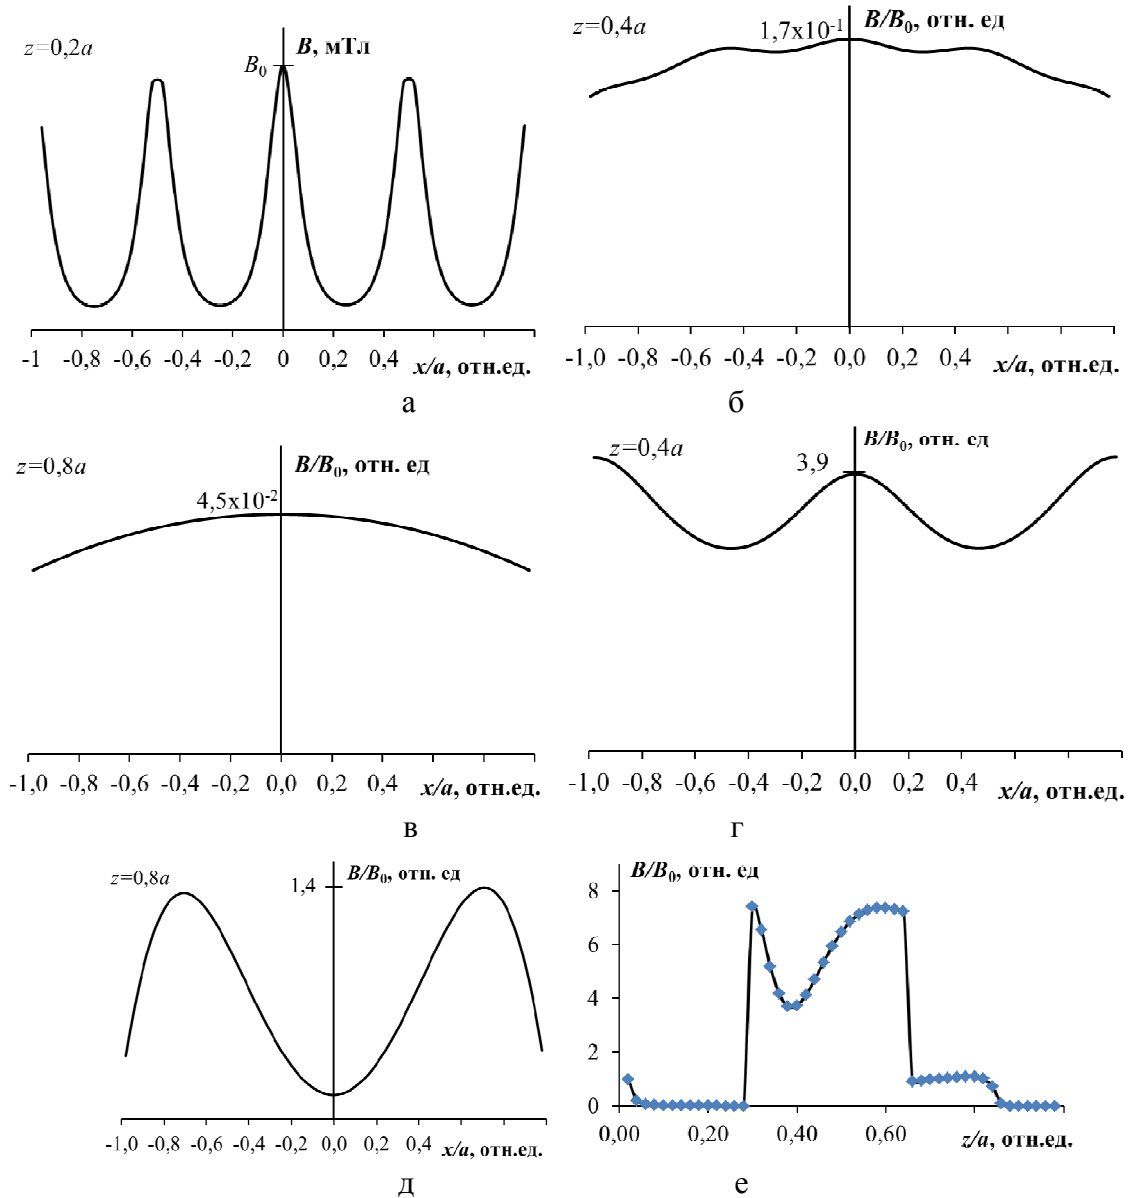 z=0,2a
B, мТл
B0
-1 -0,8 -0,6 -0,4 -0,2 0 0,2 0,4 x/a, отн.ед.
а
z=0,4a
1,7x10-1
B/B0, отн. ед
-1,0 -0,8 -0,6 -0,4 -0,2 0,0 0,2 0,4 x/a, отн.ед.
б
z=0,8a
B/B0, отн. ед
4,5x10-2
-1,0 -0,8 -0,6 -0,4 -0,2 0,0 0,2 0,4 x/a, отн.ед.
в
z=0,4a
B/B0, отн. ед
3,9
-1,0 -0,8 -0,6 -0,4 -0,2 0,0 0,2 0,4 x/a, отн.ед.
г
z=0,8a
B/B0, отн. ед
1,4
-1,0 -0,8 -0,6 -0,4 -0,2 0,0 0,2 0,4 x/a, отн.ед.
д
B/B0, отн. ед
8
6
4
2
0
0,00 0,20 0,40 0,60 z/a, отн.ед.
е